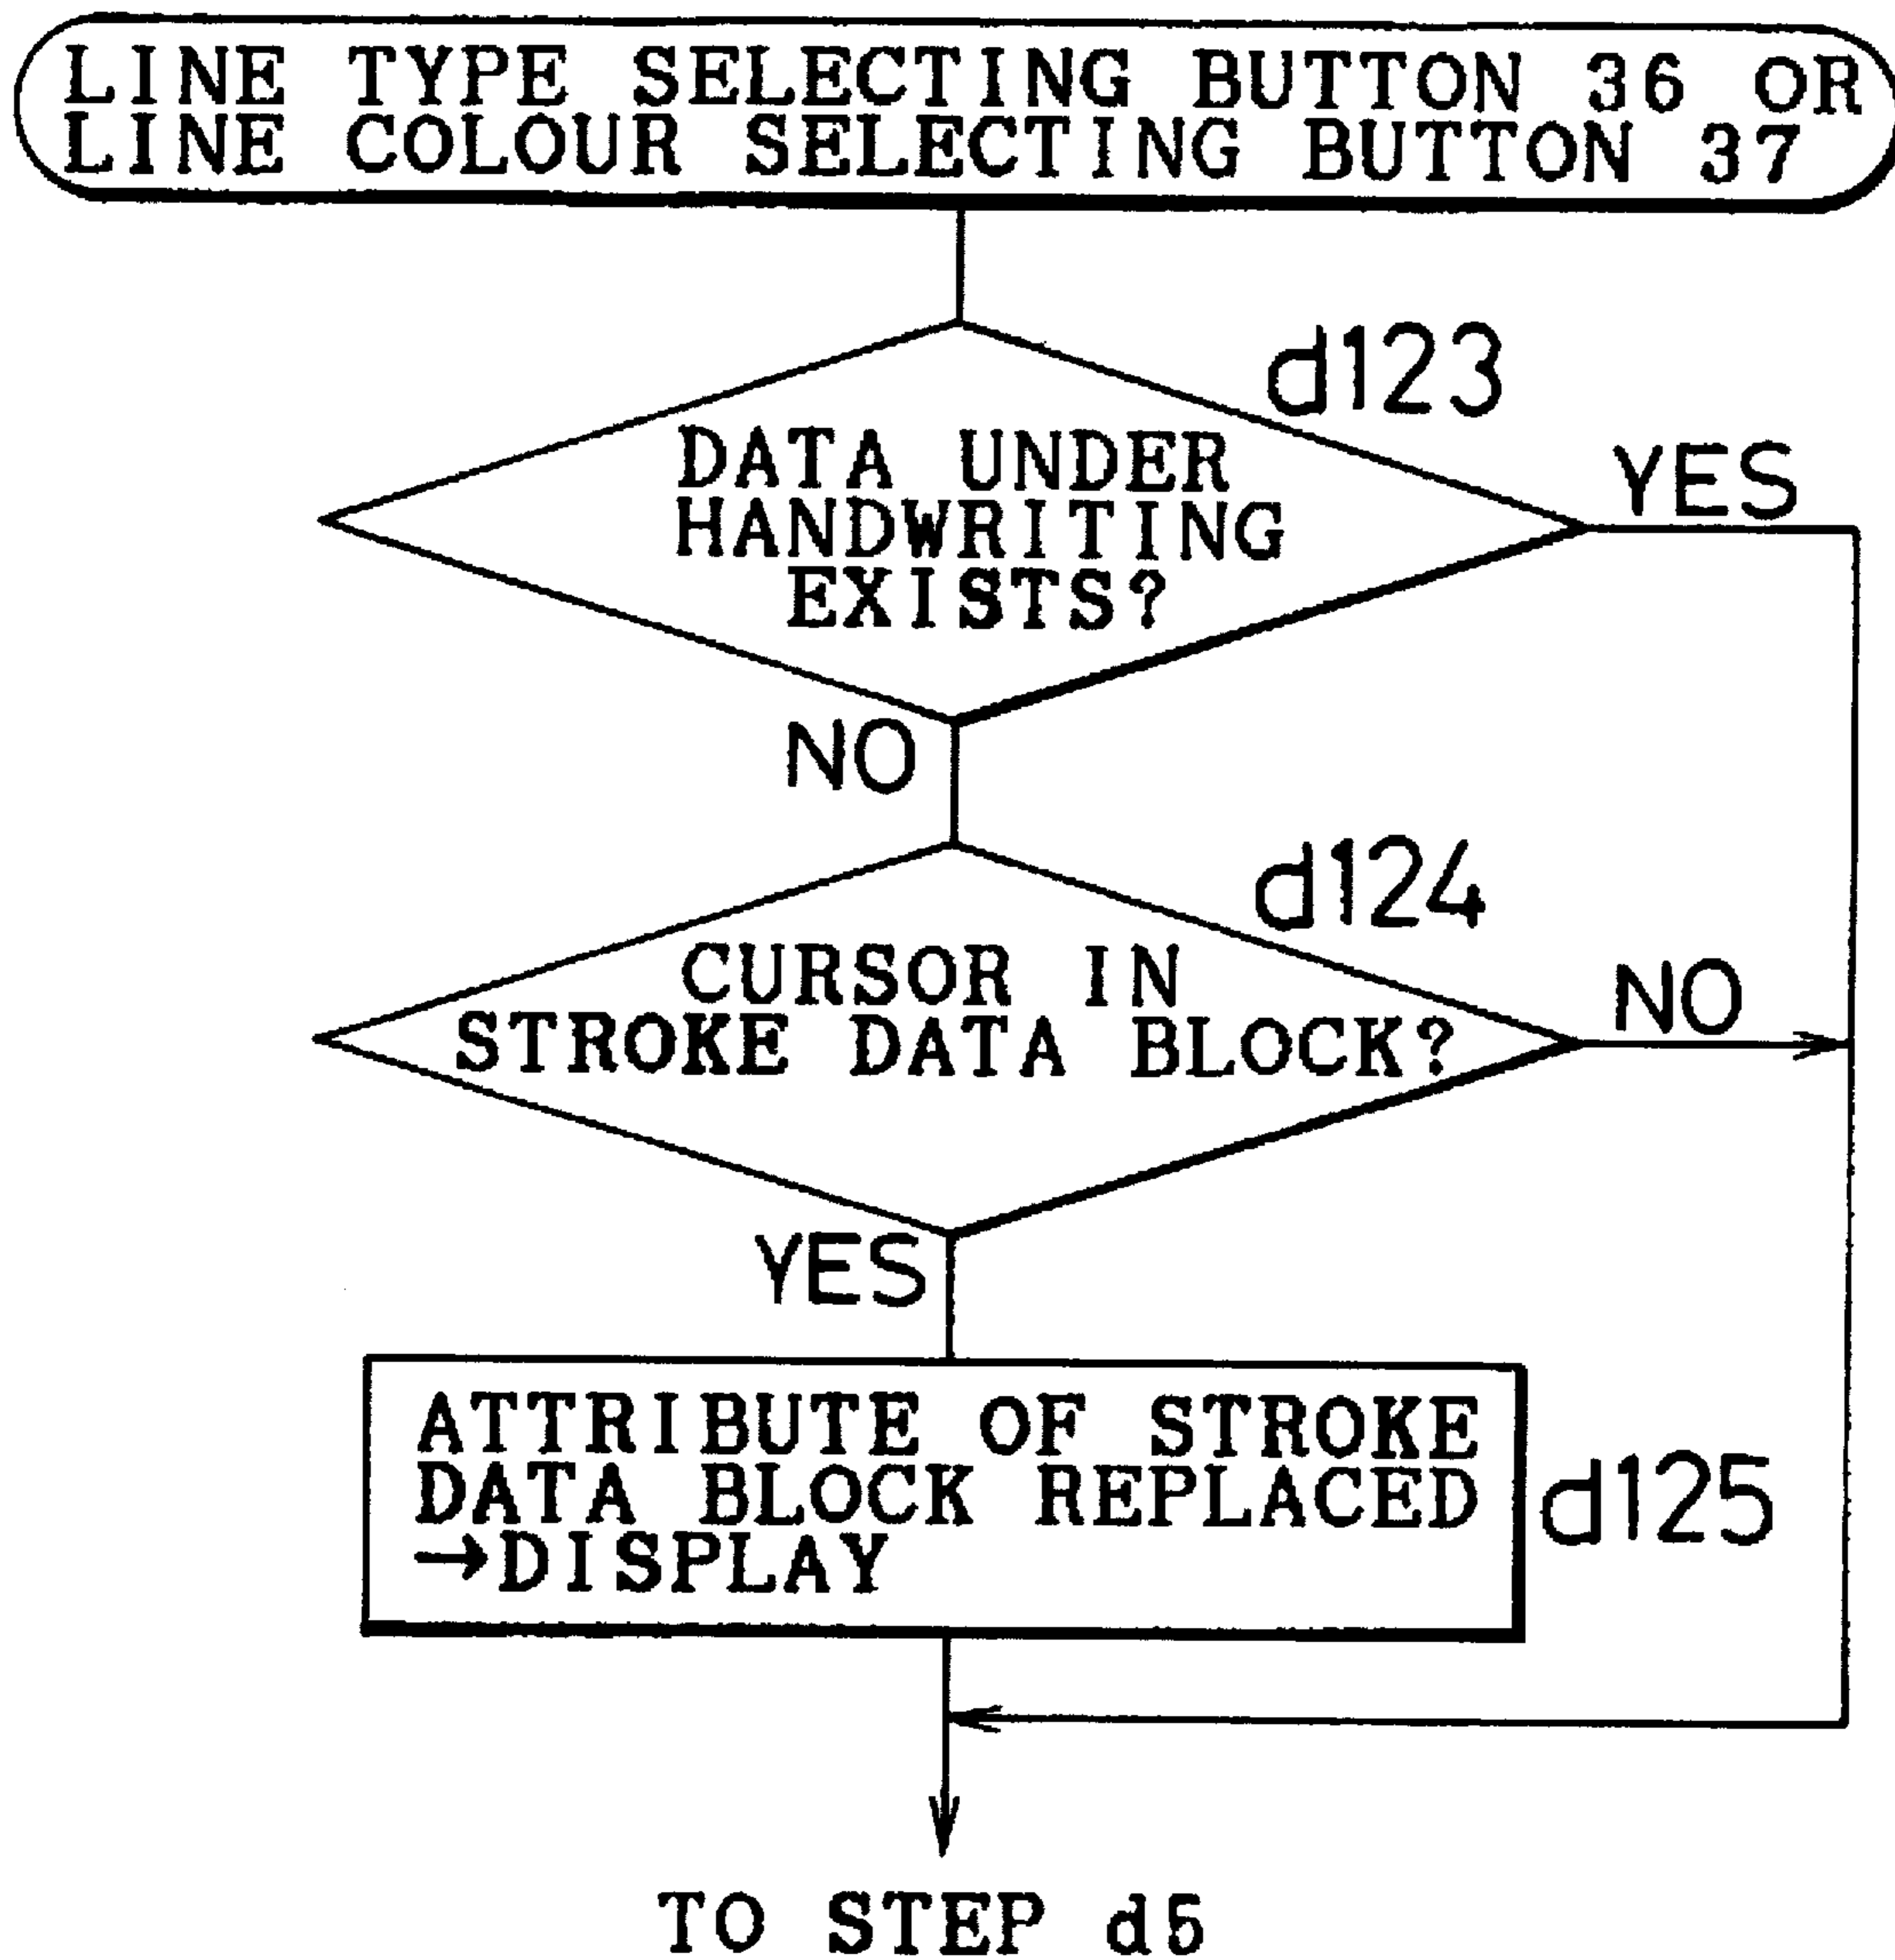 LINE TYPE SELECTING BUTTON 36 OR
LINE COLOUR SELECTING BUTTON 37
d123
DATA UNDER
HANDWRITING
EXISTS?
YES
NO
d124
CURSOR IN
STROKE DATA BLOCK?
NO
YES
ATTRIBUTE OF STROKE
DATA BLOCK REPLACED
→DISPLAY
d125
TO STEP d5